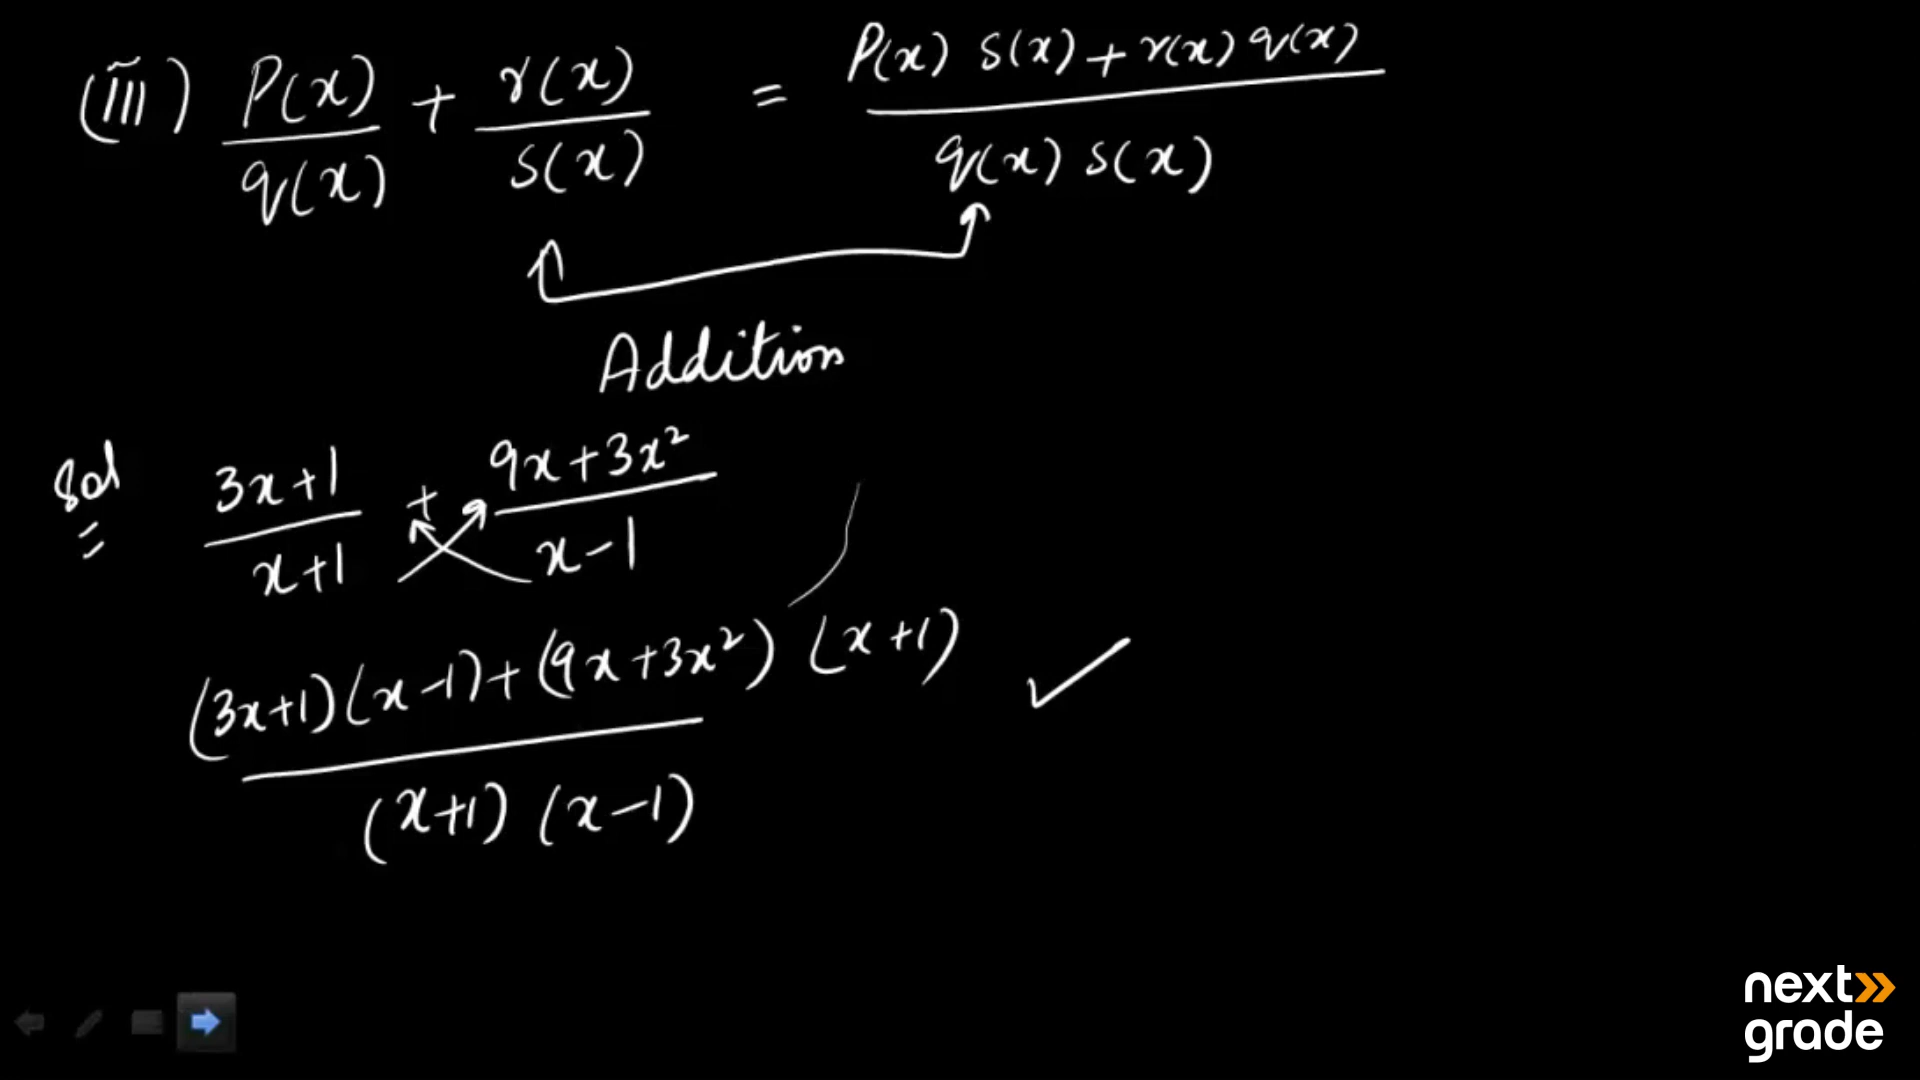 (iii) P(x)/q(x) + r(x)/s(x) = P(x) s(x) + r(x) q(x) / q(x) s(x)
Addition
Sol 3x+1/x+1 + 9x+3x²/x-1
(3x+1)(x-1)+(9x+3x²)(x+1)
(x+1) (x-1)
next
grade